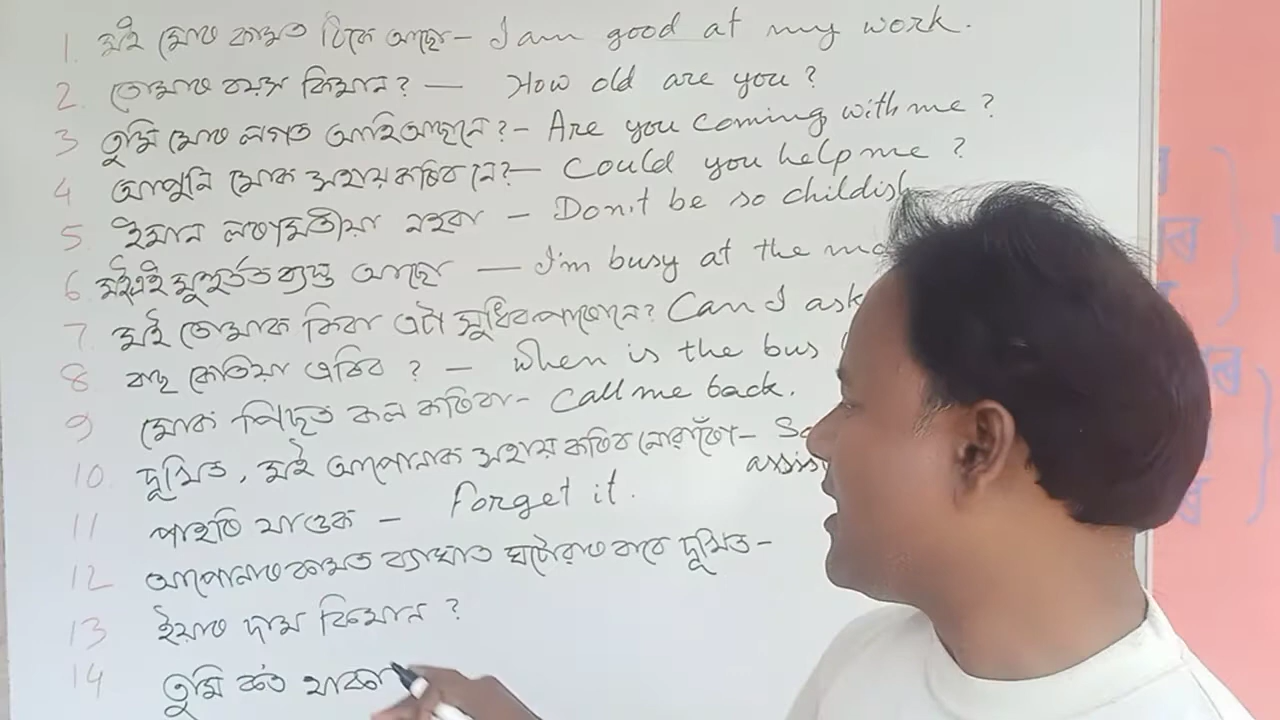 1. মই মোৰ কামত ঠিকে আছো - I am good at my work.
2. তোমাৰ বয়স কিমান? - How old are you?
3 তুমি মোৰ লগত আহি আছানে? - Are you coming with me?
4 আপুনি মোক সহায় কৰিব নে? - Could you help me?
5. ইমান লৰামতীয়া নহবা - Don't be so childish
6. মই এই মুহূৰ্তত ব্যস্ত আছো - I'm busy at the mo
7. মই তোমাক কিবা এটা সুধিব পাৰোনে? Can I ask
8 বাছ কেতিয়া আহিব? - When is the bus
9 মোক পিছত কল কৰিবা - Call me back.
10. দুঃখিত, মই আপোনাক সহায় কৰিব নোৱাৰোঁ - So
assis
11 পাহৰি যাওক - Forget it.
12 আপোনাৰ কামত ব্যাঘাত ঘটোৱাৰ বাবে দুঃখিত -
13 ইয়াৰ দাম কিমান?
14 তুমি কত থাকা